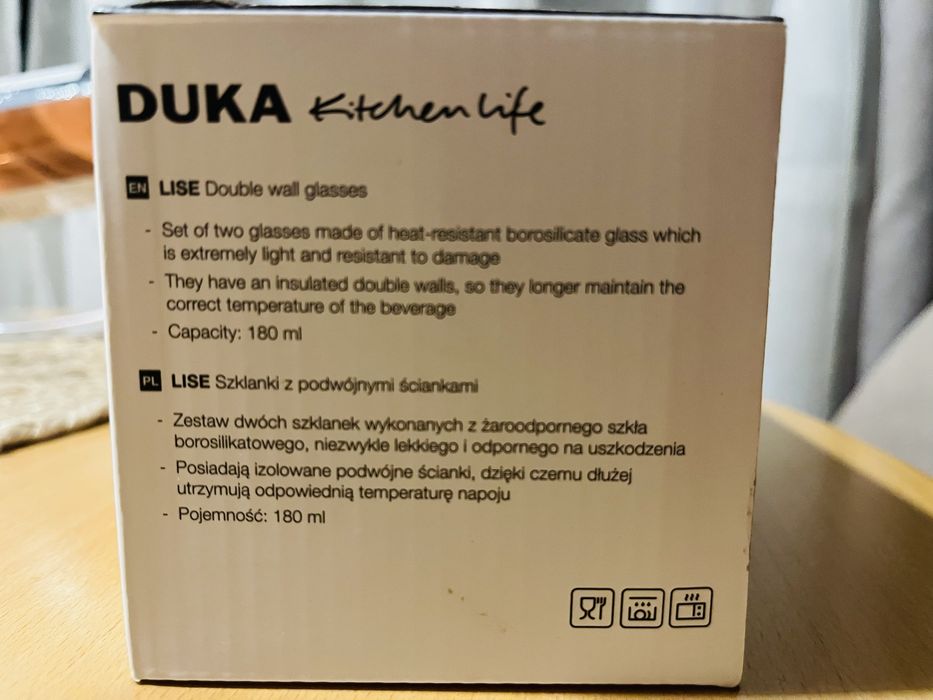 DUKA Kitchen Life
EN LISE Double wall glasses
- Set of two glasses made of heat-resistant borosilicate glass which
is extremely light and resistant to damage
- They have an insulated double walls, so they longer maintain the
correct temperature of the beverage
- Capacity: 180 ml
PL LISE Szklanki z podwójnymi ściankami
- Zestaw dwóch szklanek wykonanych z żaroodpornego szkła
borosilikatowego, niezwykle lekkiego i odpornego na uszkodzenia
- Posiadają izolowane podwójne ścianki, dzięki czemu dłużej
utrzymują odpowiednią temperaturę napoju
- Pojemność: 180 ml